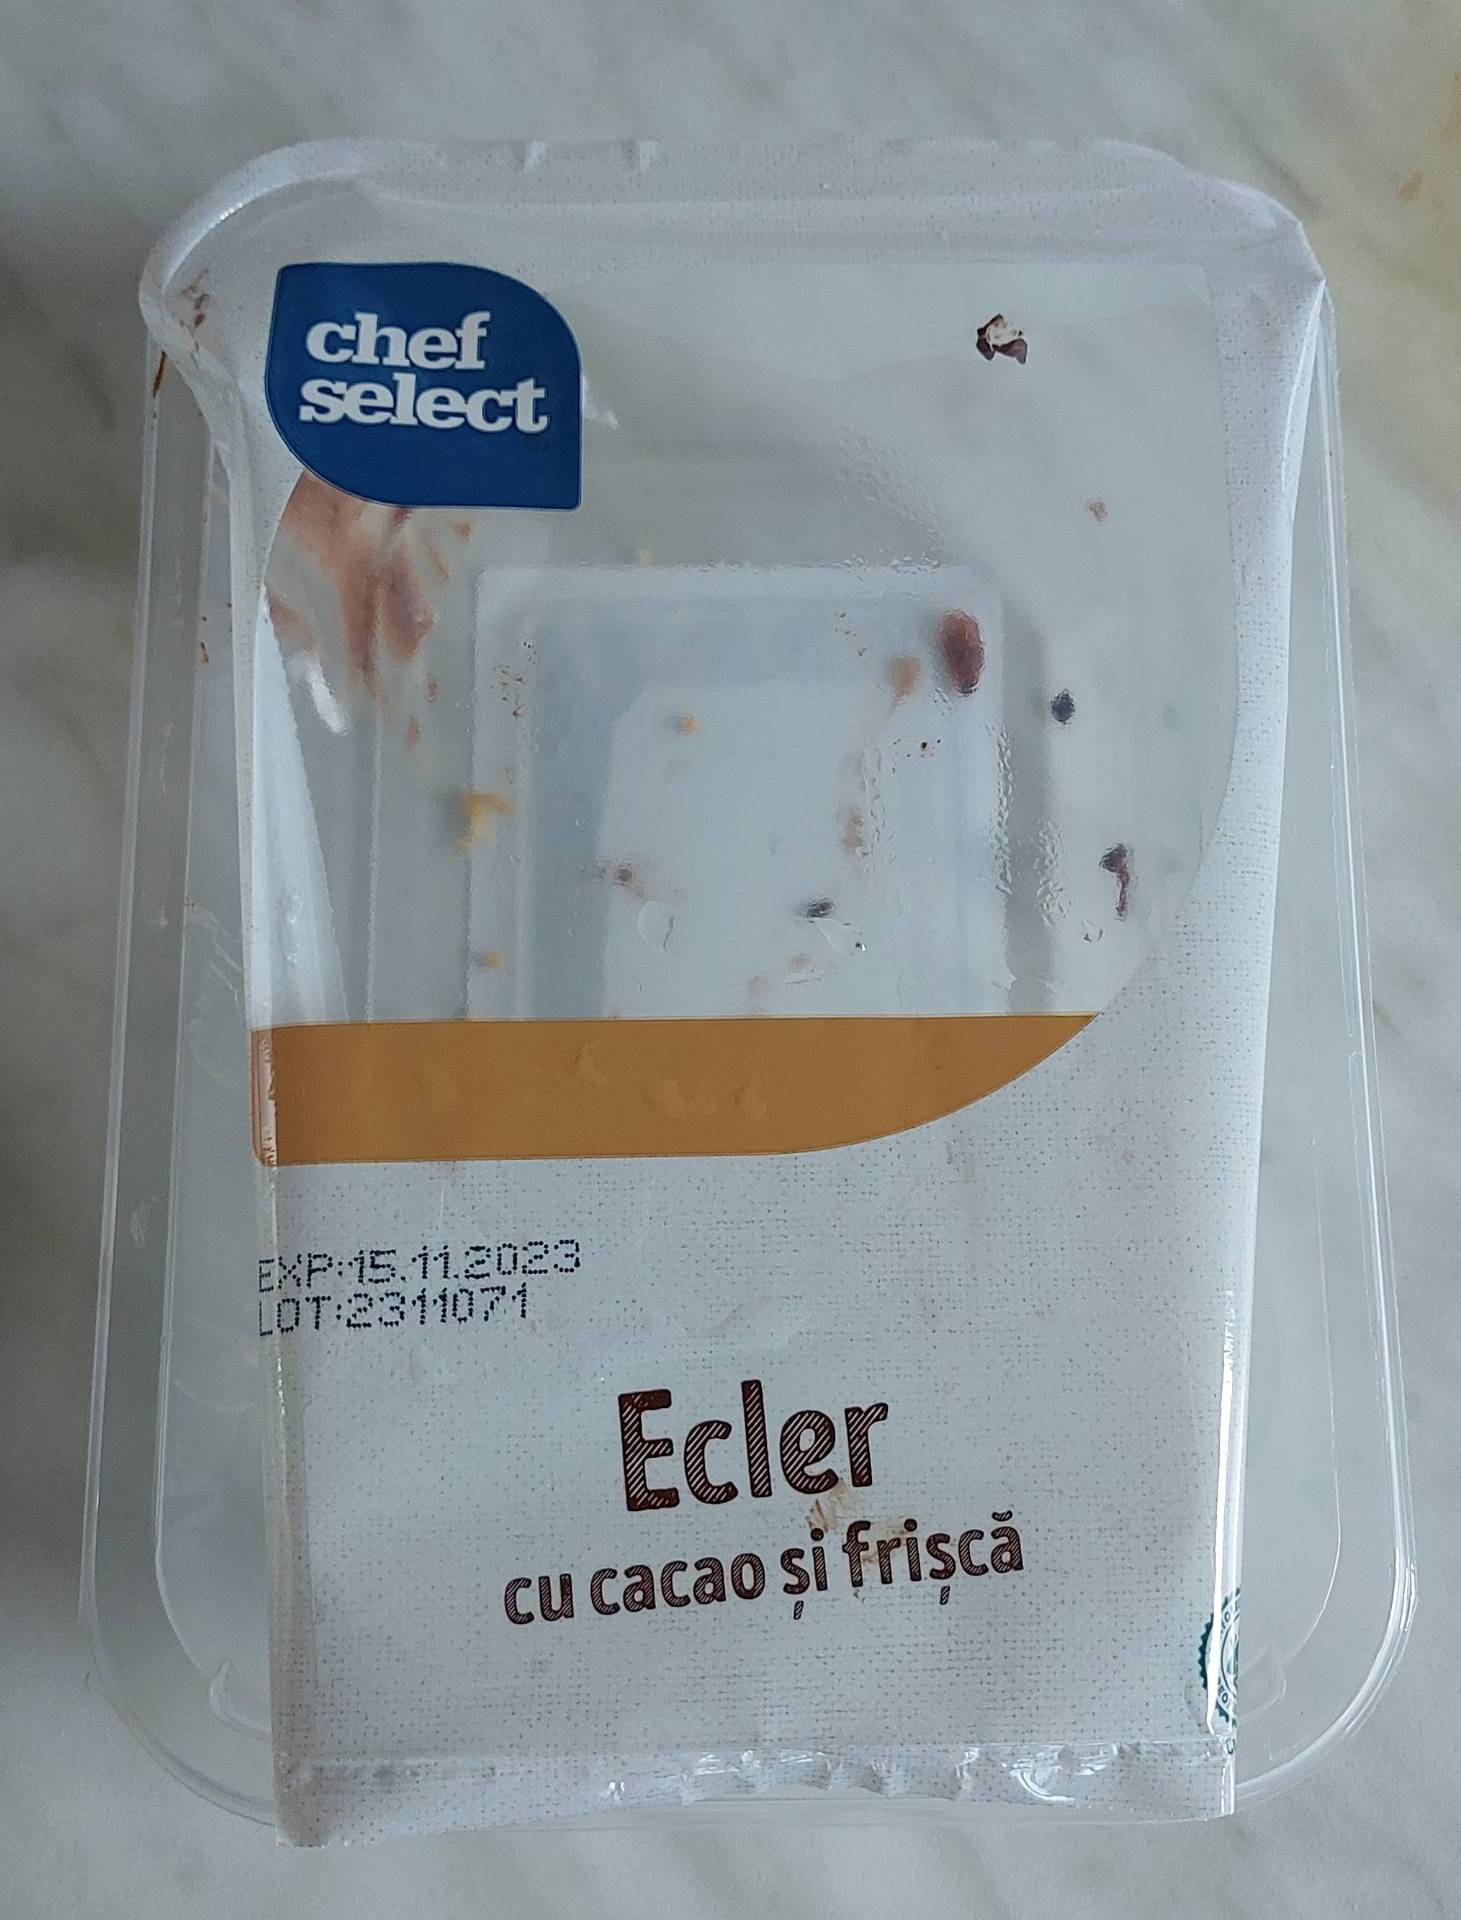 chef
select
EXP:15.11.2023
LOT:2311071
Ecler
cu cacao și frișcă